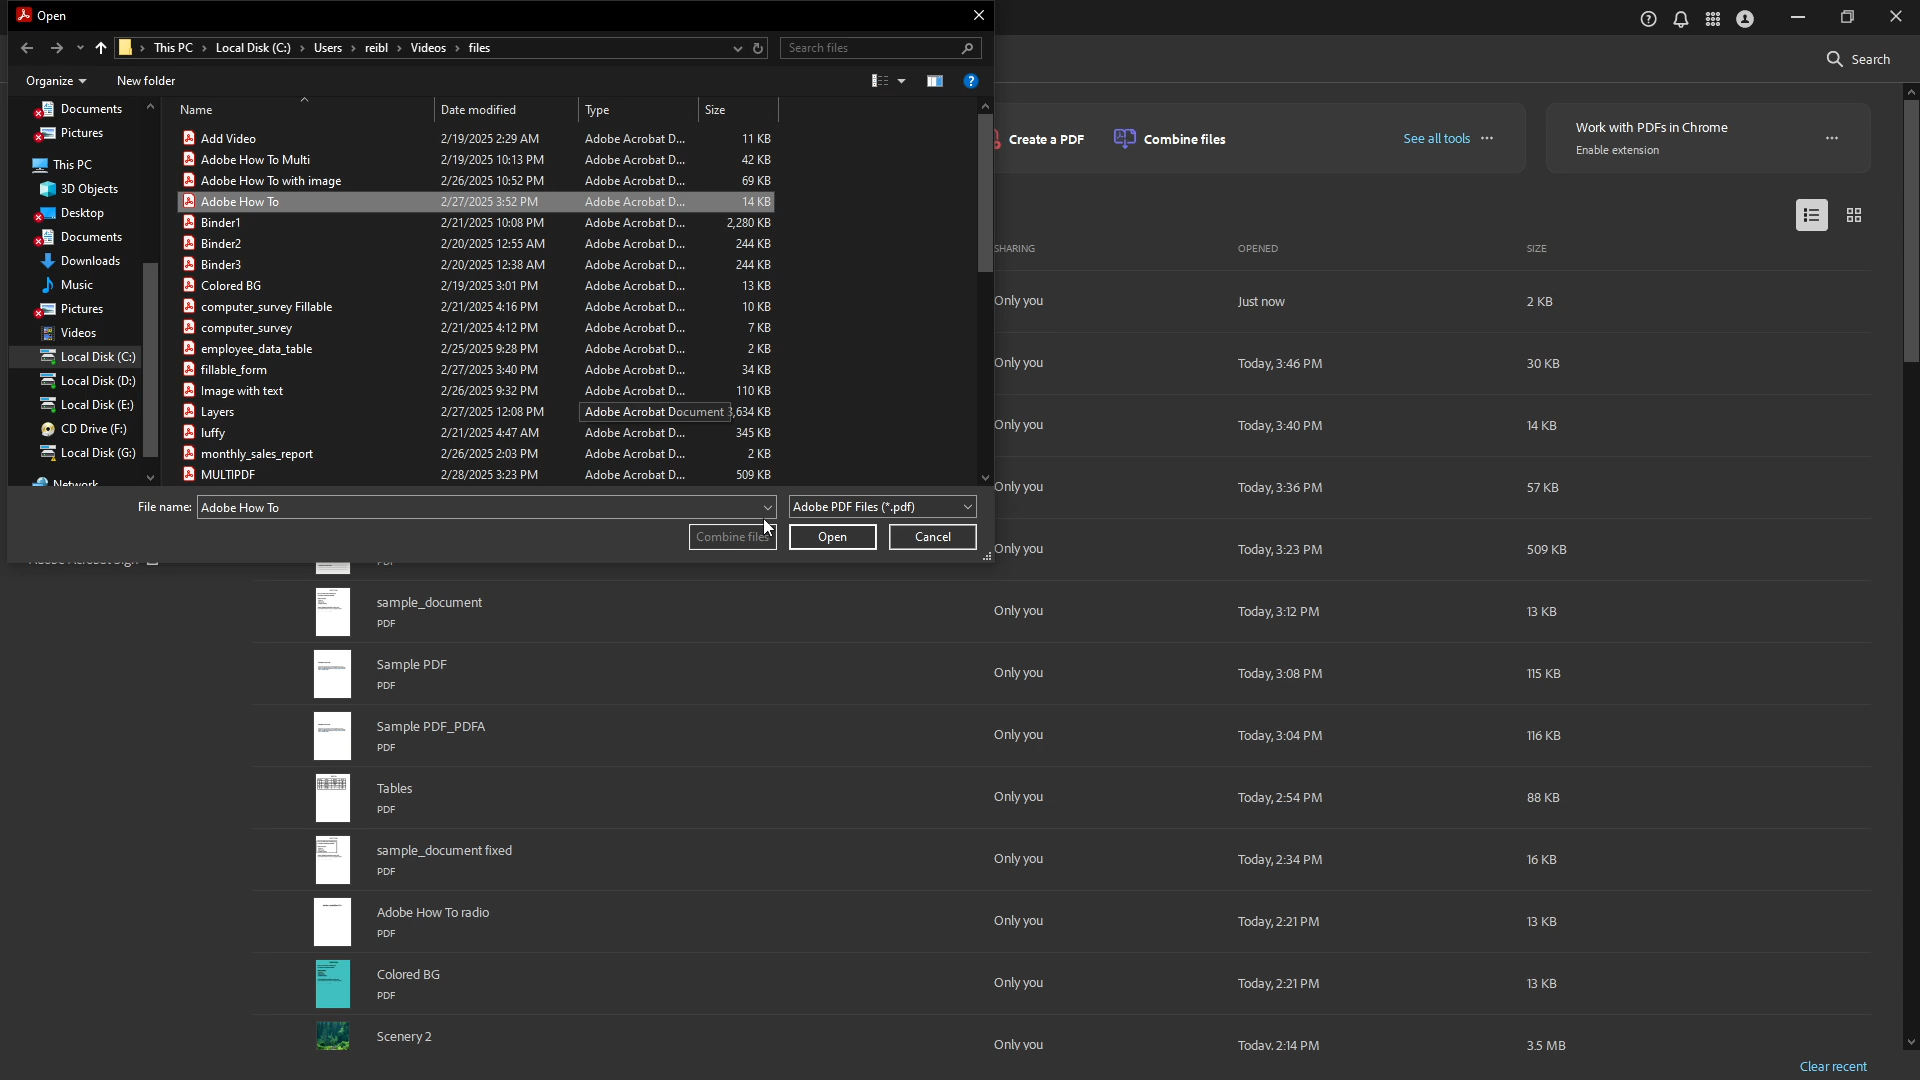 Open
This PC > Local Disk (C:) > Users > reibl > Videos > files
Search files
Search
Organize
New folder
Documents
Pictures
This PC
3D Objects
Desktop
Documents
Downloads
Music
Pictures
Videos
Local Disk (C:)
Local Disk (D:)
Local Disk (E:)
CD Drive (F:)
Local Disk (G:)
Network
Name Date modified Type Size
Add Video 2/19/2025 2:29 AM Adobe Acrobat D... 11 KB
Adobe How To Multi 2/19/2025 10:13 PM Adobe Acrobat D... 42 KB
Adobe How To with image 2/26/2025 10:52 PM Adobe Acrobat D... 69 KB
Adobe How To 2/27/2025 3:52 PM Adobe Acrobat D... 14 KB
Binder1 2/21/2025 10:08 PM Adobe Acrobat D... 2,280 KB
Binder2 2/20/2025 12:55 AM Adobe Acrobat D... 244 KB
Binder3 2/20/2025 12:38 AM Adobe Acrobat D... 244 KB
Colored BG 2/19/2025 3:01 PM Adobe Acrobat D... 13 KB
computer_survey Fillable 2/21/2025 4:16 PM Adobe Acrobat D... 10 KB
computer_survey 2/21/2025 4:12 PM Adobe Acrobat D... 7 KB
employee_data_table 2/25/2025 9:28 PM Adobe Acrobat D... 2 KB
fillable_form 2/27/2025 3:40 PM Adobe Acrobat D... 34 KB
Image with text 2/26/2025 9:32 PM Adobe Acrobat D... 110 KB
Layers 2/27/2025 12:08 PM Adobe Acrobat Document 3,634 KB
luffy 2/21/2025 4:47 AM Adobe Acrobat D... 345 KB
monthly_sales_report 2/26/2025 2:03 PM Adobe Acrobat D... 2 KB
MULTIPDF 2/28/2025 3:23 PM Adobe Acrobat D... 509 KB
File name: Adobe How To
Adobe PDF Files (*.pdf)
Combine files
Open
Cancel
Create a PDF
Combine files
See all tools
Work with PDFs in Chrome
Enable extension
SHARING OPENED SIZE
Only you Just now 2 KB
Only you Today, 3:46 PM 30 KB
Only you Today, 3:40 PM 14 KB
Only you Today, 3:36 PM 57 KB
Only you Today, 3:23 PM 509 KB
sample_document
PDF
Only you Today, 3:12 PM 13 KB
Sample PDF
PDF
Only you Today, 3:08 PM 115 KB
Sample PDF_PDFA
PDF
Only you Today, 3:04 PM 116 KB
Tables
PDF
Only you Today, 2:54 PM 88 KB
sample_document fixed
PDF
Only you Today, 2:34 PM 16 KB
Adobe How To radio
PDF
Only you Today, 2:21 PM 13 KB
Colored BG
PDF
Only you Today, 2:21 PM 13 KB
Scenery 2
Only you Today, 2:14 PM 3.5 MB
Clear recent